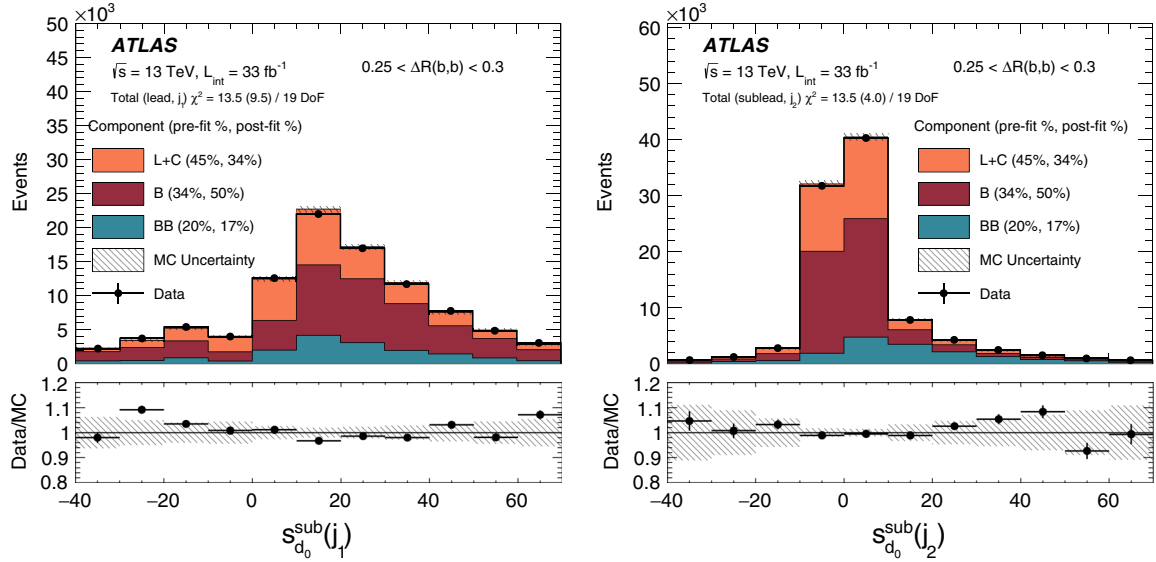 ×10³
50
45
40
35
30
25
20
15
10
5
0
Events
ATLAS
√s = 13 TeV, L_int = 33 fb⁻¹
0.25 < ΔR(b,b) < 0.3
Total (lead, j₁) χ² = 13.5 (9.5) / 19 DoF
Component (pre-fit %, post-fit %)
L+C (45%, 34%)
B (34%, 50%)
BB (20%, 17%)
MC Uncertainty
Data
1.2
1.1
1
0.9
0.8
Data/MC
−40 −20 0 20 40 60
s_{d₀}^{sub}(j₁)
×10³
60
50
40
30
20
10
0
Events
ATLAS
√s = 13 TeV, L_int = 33 fb⁻¹
0.25 < ΔR(b,b) < 0.3
Total (sublead, j₂) χ² = 13.5 (4.0) / 19 DoF
Component (pre-fit %, post-fit %)
L+C (45%, 34%)
B (34%, 50%)
BB (20%, 17%)
MC Uncertainty
Data
1.2
1.1
1
0.9
0.8
Data/MC
−40 −20 0 20 40 60
s_{d₀}^{sub}(j₂)